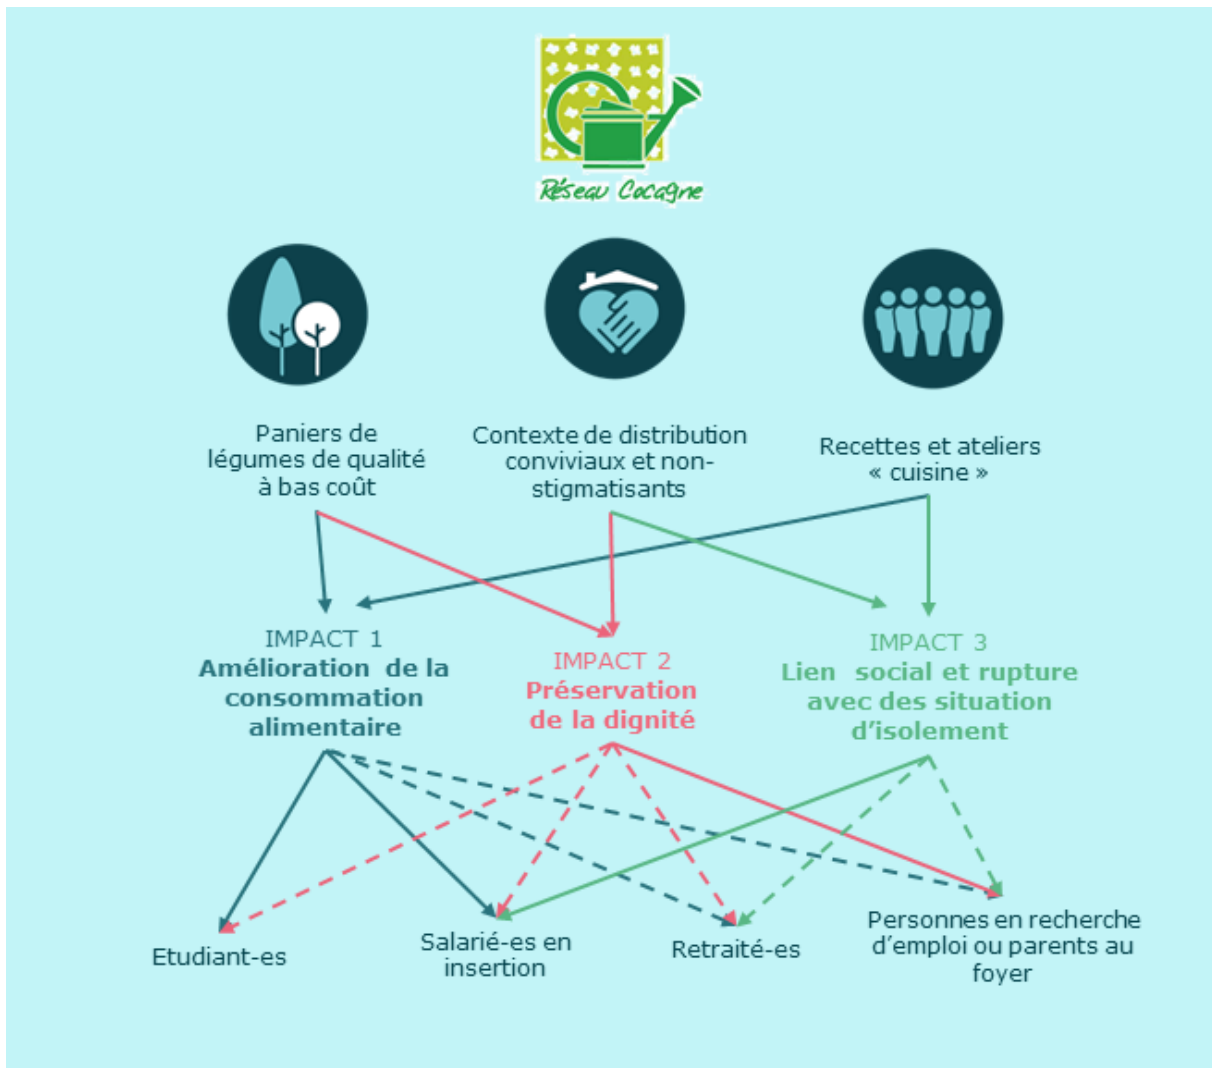 Réseau Cocagne
Paniers de
légumes de qualité
à bas coût
Contexte de distribution
conviviaux et non-
stigmatisants
Recettes et ateliers
« cuisine »
IMPACT 1
Amélioration de la
consommation
alimentaire
IMPACT 2
Préservation
de la dignité
IMPACT 3
Lien social et rupture
avec des situation
d'isolement
Etudiant-es
Salarié-es en
insertion
Retraité-es
Personnes en recherche
d'emploi ou parents au
foyer